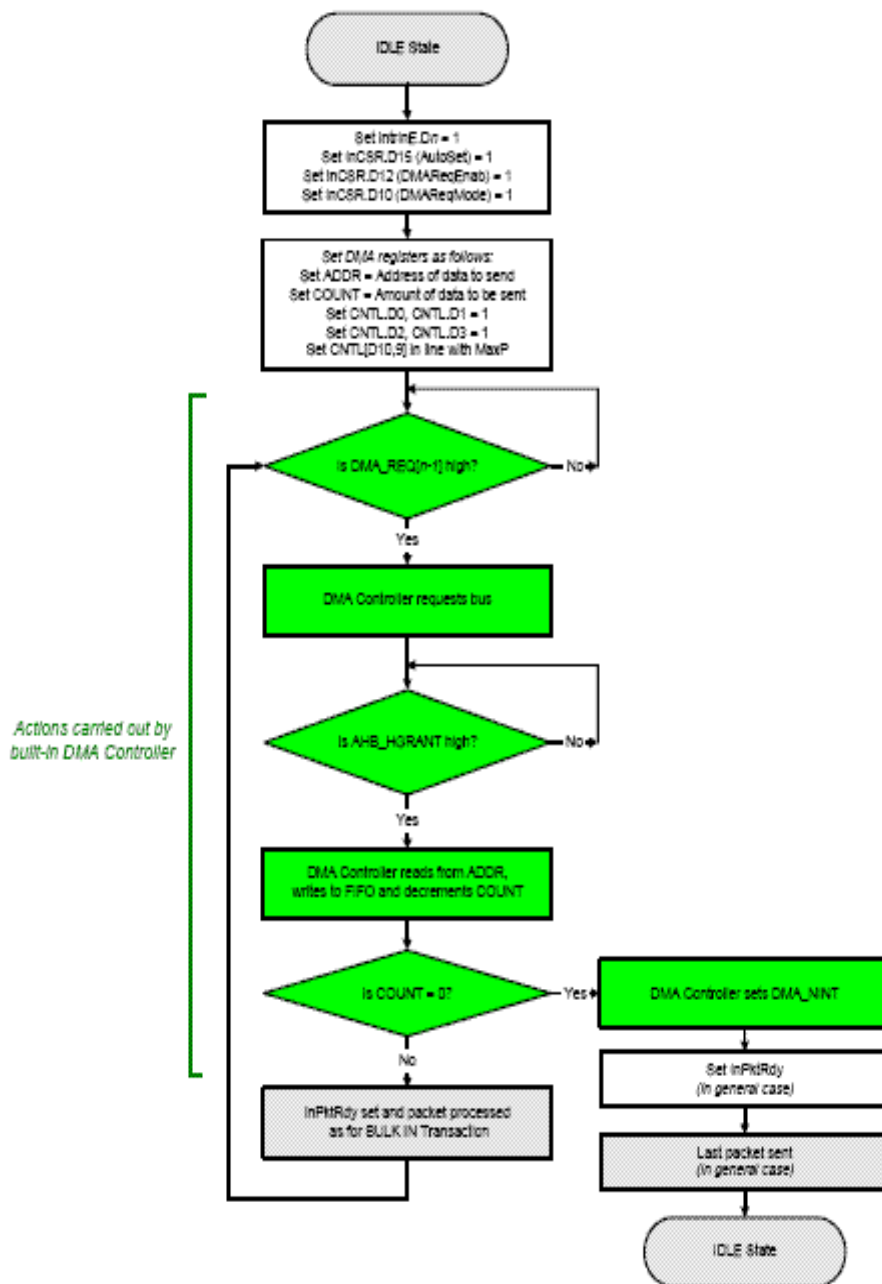 IDLE State
Set IntrInE.Dn = 1
Set InCSR.D15 (AutoSet) = 1
Set InCSR.D12 (DMAReqEnab) = 1
Set InCSR.D10 (DMAReqMode) = 1
Set DMA registers as follows:
Set ADDR = Address of data to send
Set COUNT = Amount of data to be sent
Set CNTL.D0, CNTL.D1 = 1
Set CNTL.D2, CNTL.D3 = 1
Set CNTL[D10,9] in line with MaxP
Is DMA_REQ[n-1] high?
No
Yes
DMA Controller requests bus
Is AHB_HGRANT high?
No
Actions carried out by
built-in DMA Controller
Yes
DMA Controller reads from ADDR,
writes to FIFO and decrements COUNT
Is COUNT = 0?
Yes
DMA Controller sets DMA_NINT
No
Set InPktRdy
(in general case)
InPktRdy set and packet processed
as for BULK IN Transaction
Last packet sent
(in general case)
IDLE State